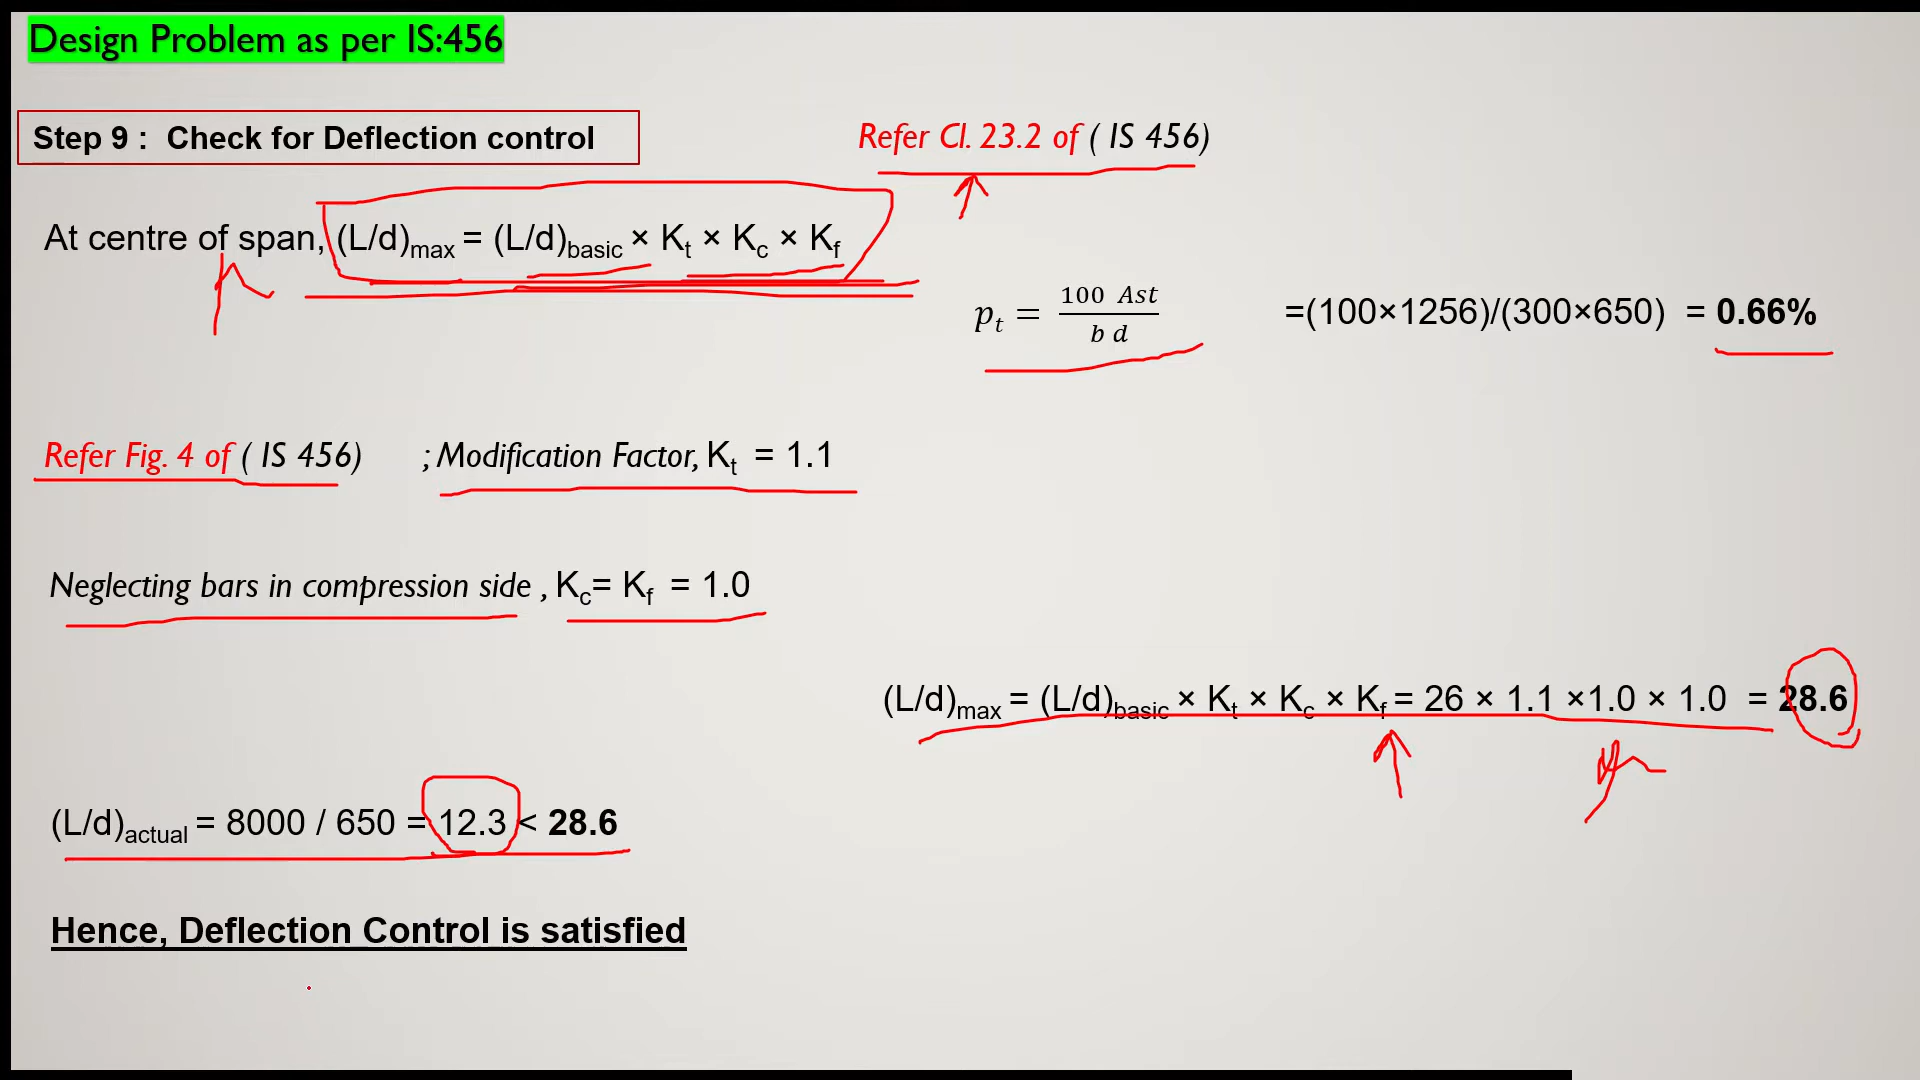 Design Problem as per IS:456
Step 9 : Check for Deflection control
Refer Cl. 23.2 of ( IS 456)
At centre of span, (L/d)max = (L/d)basic × Kt × Kc × Kf
pt = 100 Ast / b d =(100×1256)/(300×650) = 0.66%
Refer Fig. 4 of ( IS 456) ; Modification Factor, Kt = 1.1
Neglecting bars in compression side , Kc= Kf = 1.0
(L/d)max = (L/d)basic × Kt × Kc × Kf = 26 × 1.1 ×1.0 × 1.0 = 28.6
(L/d)actual = 8000 / 650 = 12.3 < 28.6
Hence, Deflection Control is satisfied